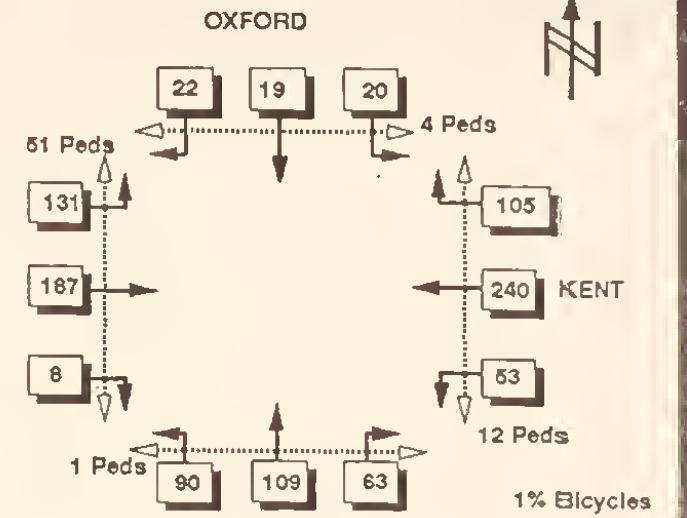 OXFORD
N
22 19 20
51 Peds
4 Peds
131 105
187 240 KENT
8 53
1 Peds
12 Peds
90 109 63
1% Bicycles